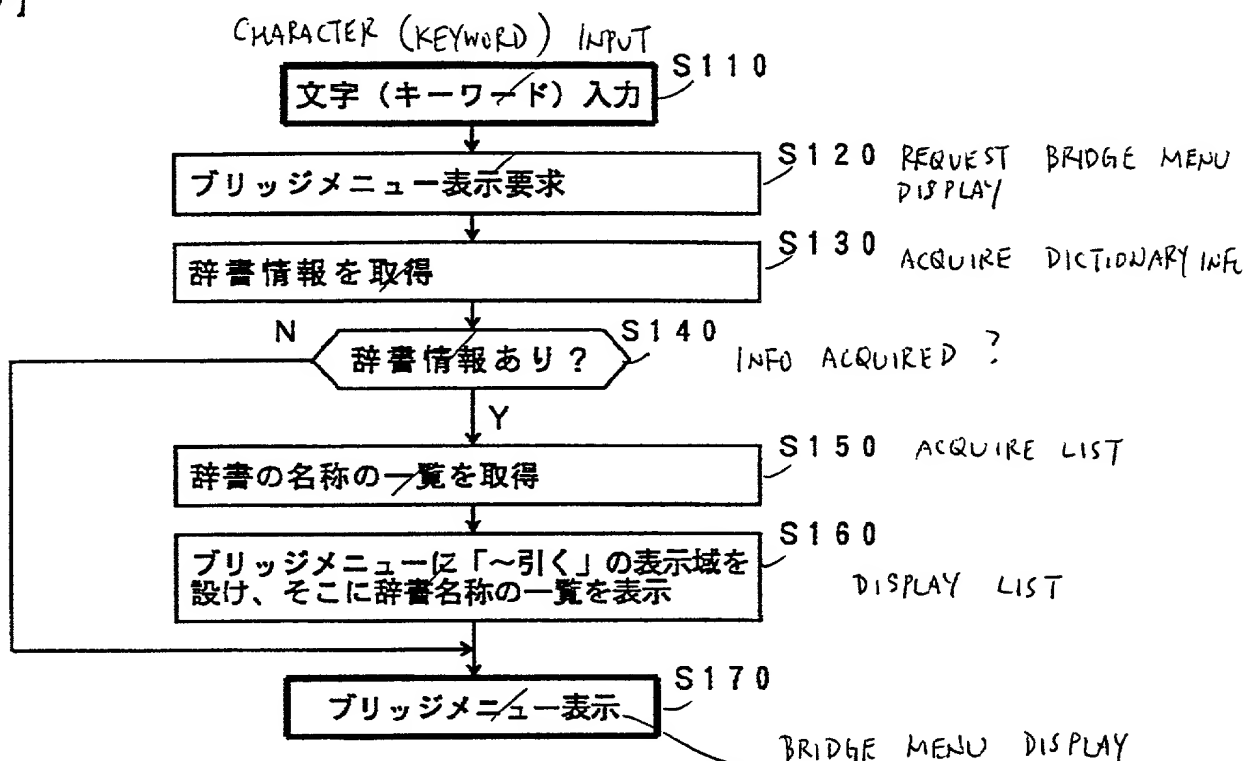 】
CHARACTER (KEYWORD) INPUT
S110
文字（キーワード）入力
S120 REQUEST BRIDGE MENU
DISPLAY
ブリッジメニュー表示要求
S130 ACQUIRE DICTIONARY INFO
辞書情報を取得
N
S140
辞書情報あり？
INFO ACQUIRED ?
Y
S150 ACQUIRE LIST
辞書の名称の一覧を取得
S160
ブリッジメニューに「～引く」の表示域を
設け、そこに辞書名称の一覧を表示
DISPLAY LIST
S170
ブリッジメニュー表示
BRIDGE MENU DISPLAY